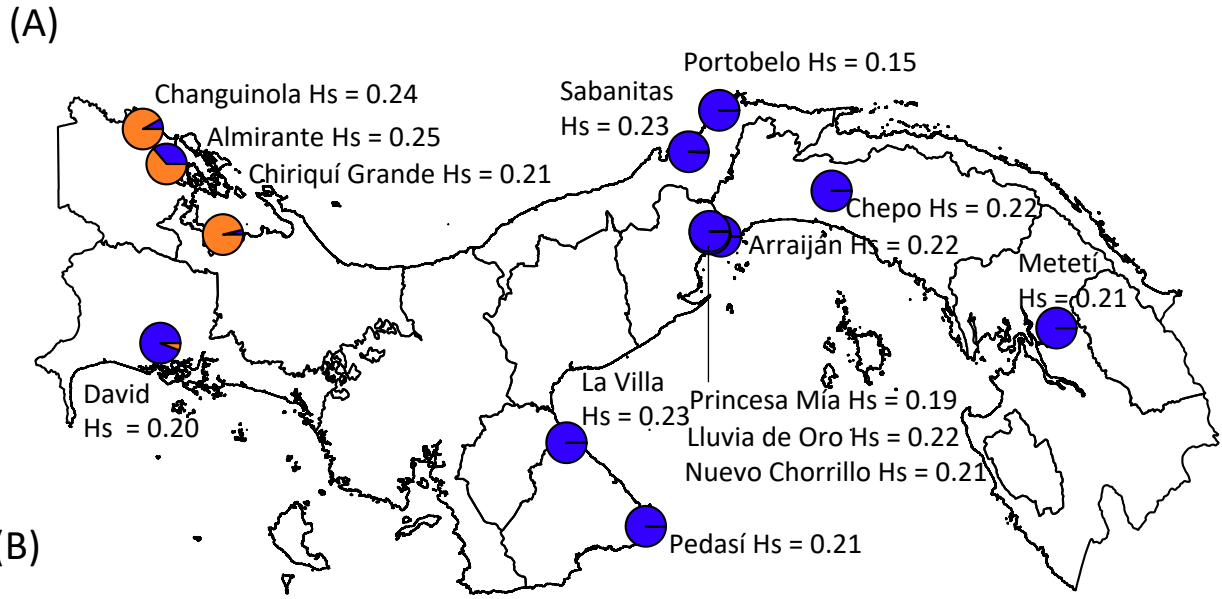 (A)
Portobelo Hs = 0.15
Changuinola Hs = 0.24
Sabanitas
Hs = 0.23
Almirante Hs = 0.25
Chiriquí Grande Hs = 0.21
Chepo Hs = 0.22
Arraiján Hs = 0.22
Metetí
Hs = 0.21
David
Hs = 0.20
La Villa
Hs = 0.23
Princesa Mía Hs = 0.19
Lluvia de Oro Hs = 0.22
Nuevo Chorrillo Hs = 0.21
Pedasí Hs = 0.21
(B)